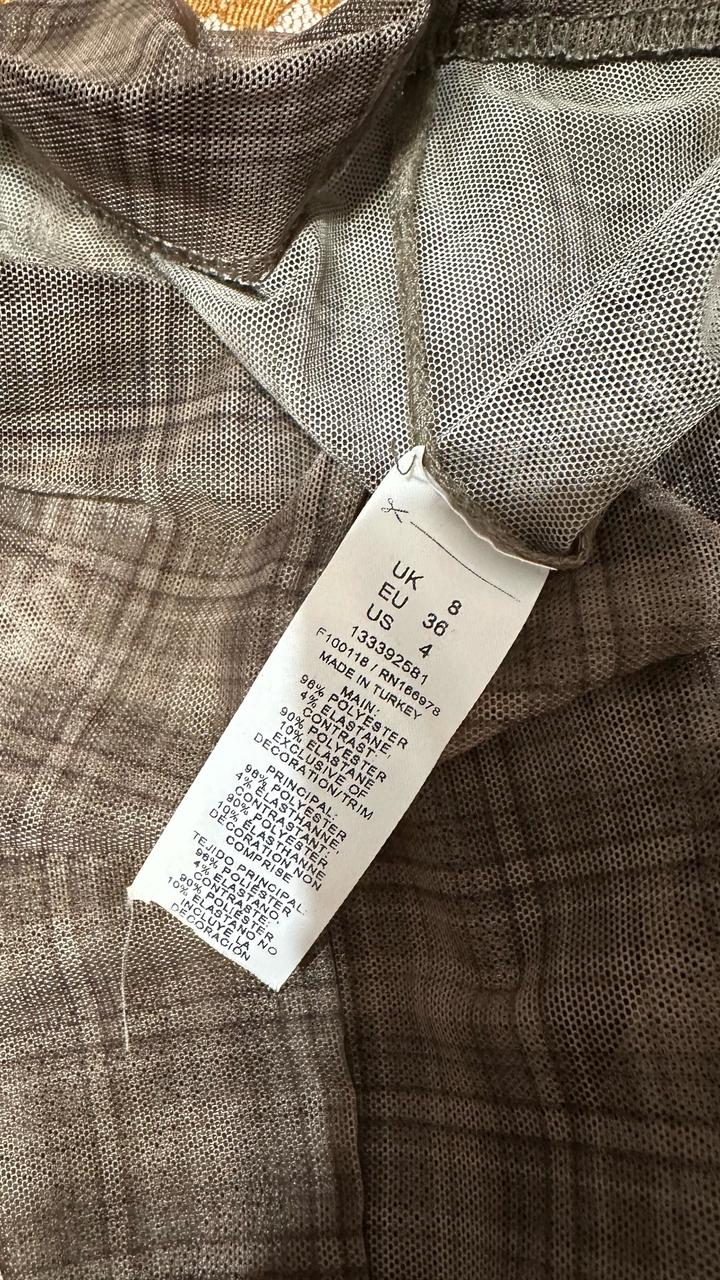 UK 8
EU 36
US 4
133392581
F100118 / RN166978
MADE IN TURKEY
MAIN:
96% POLYESTER
4% ELASTANE,
CONTRAST:,
90% POLYESTER
10% ELASTANE
EXCLUSIVE OF
DECORATION/TRIM
PRINCIPAL:
96% POLYESTER
4% ÉLASTHANNE,
CONTRASTANT:,
90% POLYESTER,
10% ÉLASTHANNE,
DÉCORATION NON
COMPRISE
TEJIDO PRINCIPAL:
96% POLIÉSTER
4% ELASTANO,
CONTRASTE:,
90% POLIÉSTER
10% ELASTANO NO
INCLUYE LA
DECORACIÓN